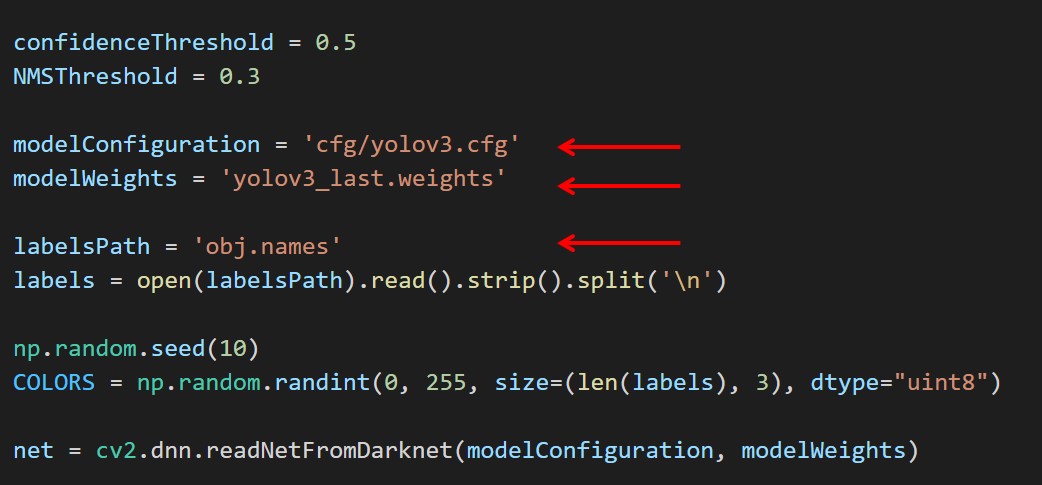 confidenceThreshold = 0.5
NMSThreshold = 0.3
modelConfiguration = 'cfg/yolov3.cfg'
modelWeights = 'yolov3_last.weights'
labelsPath = 'obj.names'
labels = open(labelsPath).read().strip().split('\n')
np.random.seed(10)
COLORS = np.random.randint(0, 255, size=(len(labels), 3), dtype="uint8")
net = cv2.dnn.readNetFromDarknet(modelConfiguration, modelWeights)